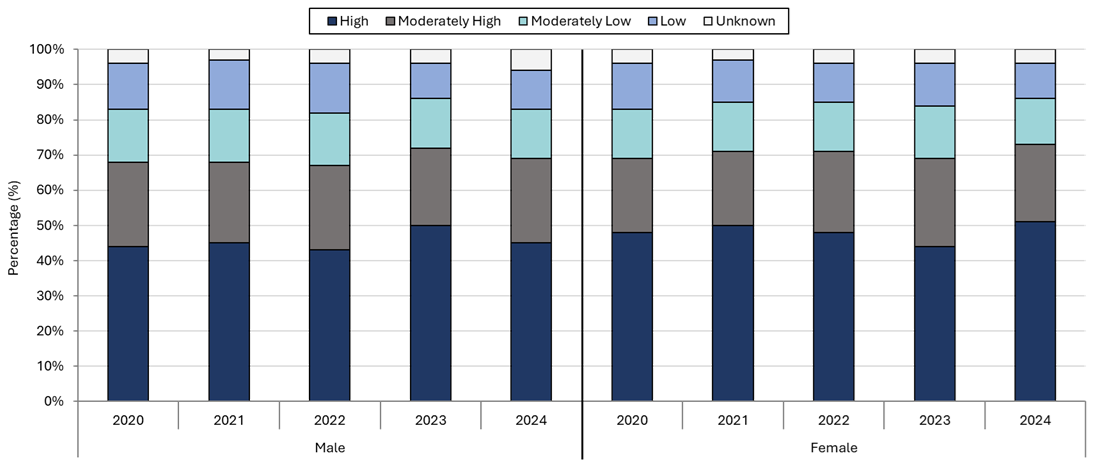 High Moderately High Moderately Low Low Unknown
100%
90%
80%
70%
60%
50%
40%
30%
20%
10%
0%
Percentage (%)
2020 2021 2022 2023 2024 2020 2021 2022 2023 2024
Male Female